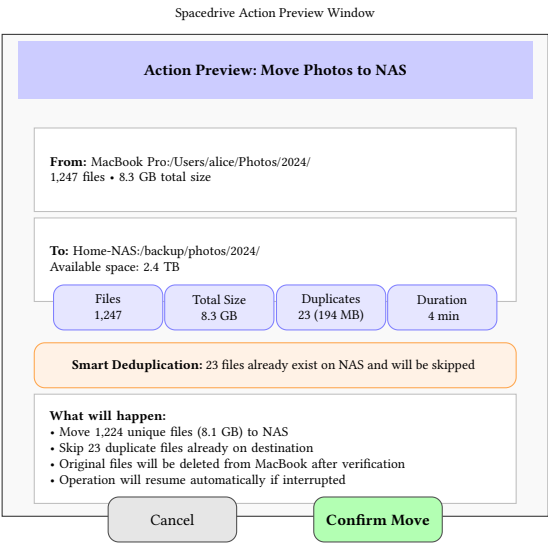 Spacedrive Action Preview Window
Action Preview: Move Photos to NAS
From: MacBook Pro:/Users/alice/Photos/2024/
1,247 files • 8.3 GB total size
To: Home-NAS:/backup/photos/2024/
Available space: 2.4 TB
Files
1,247
Total Size
8.3 GB
Duplicates
23 (194 MB)
Duration
4 min
Smart Deduplication: 23 files already exist on NAS and will be skipped
What will happen:
• Move 1,224 unique files (8.1 GB) to NAS
• Skip 23 duplicate files already on destination
• Original files will be deleted from MacBook after verification
• Operation will resume automatically if interrupted
Cancel
Confirm Move